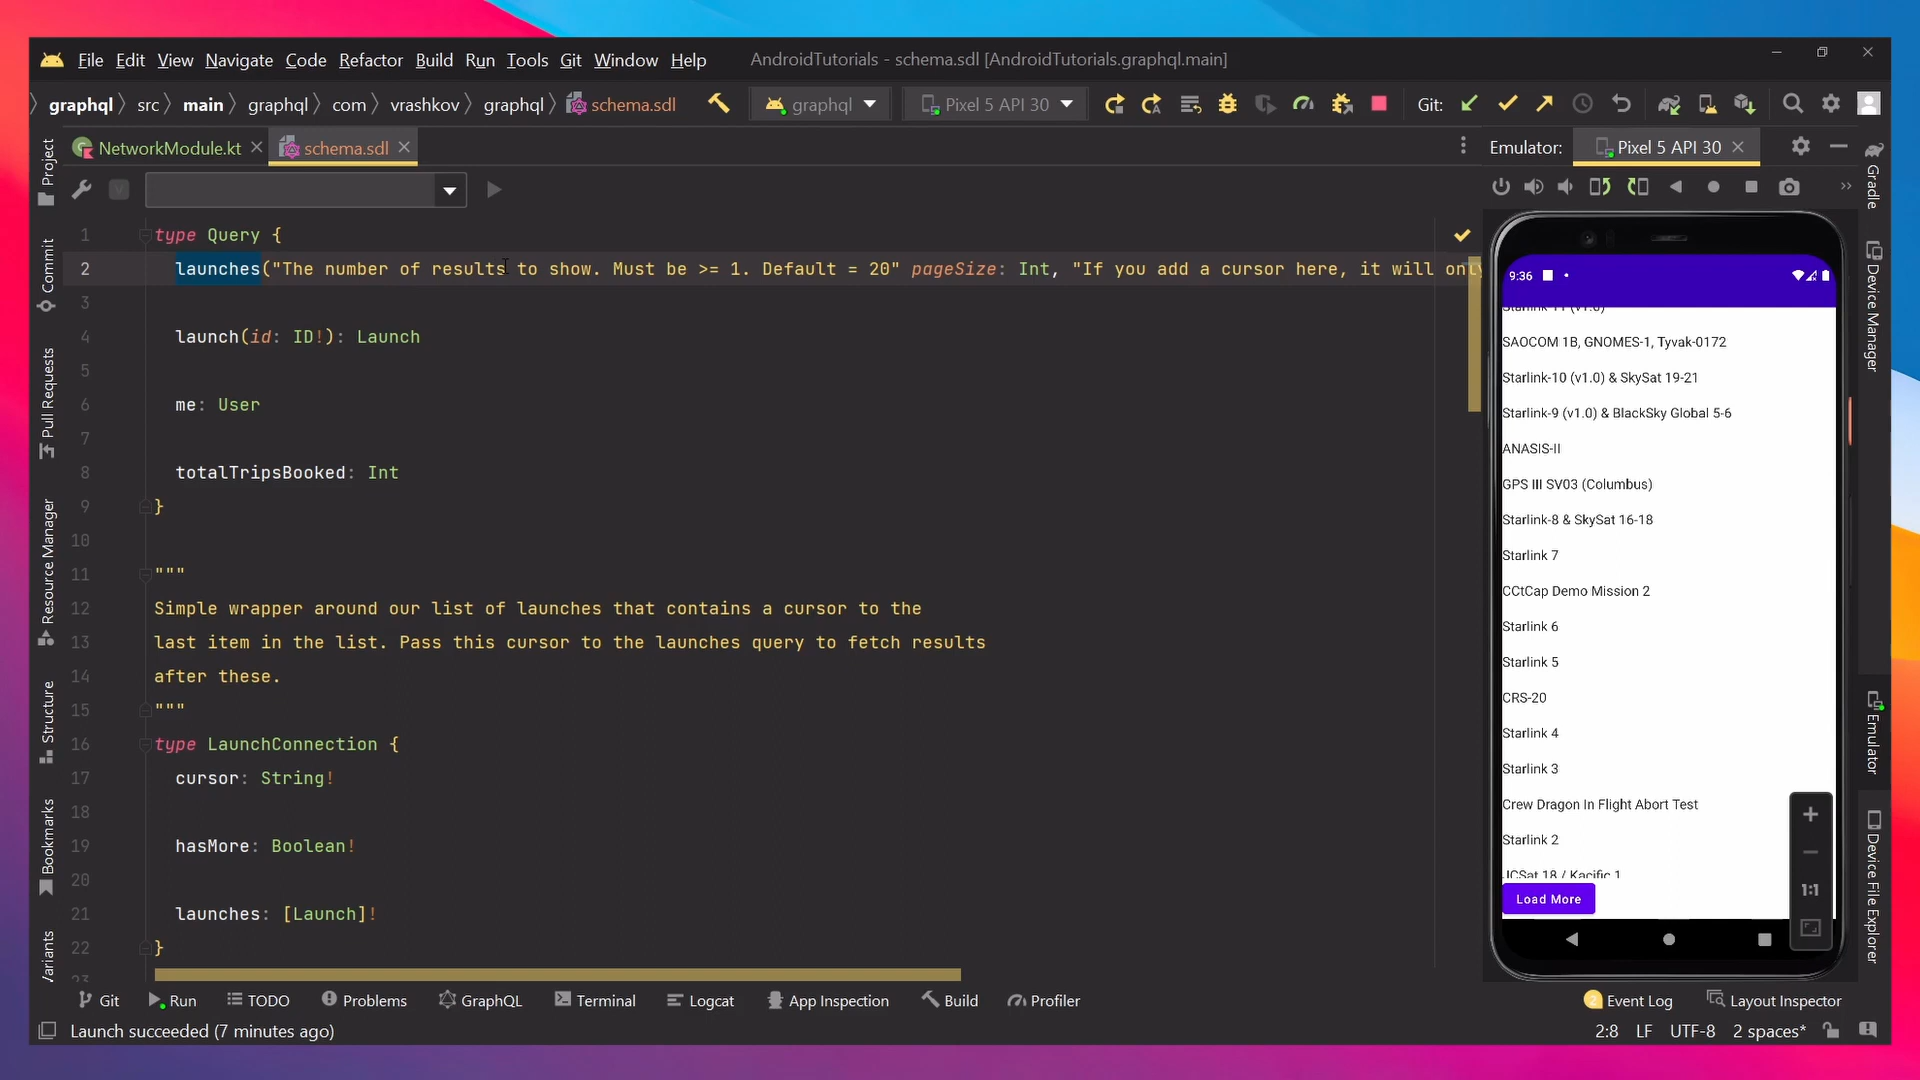 File Edit View Navigate Code Refactor Build Run Tools Git Window Help AndroidTutorials - schema.sdl [AndroidTutorials.graphql.main]
graphql src main graphql com vrashkov graphql schema.sdl graphql Pixel 5 API 30 Git:
NetworkModule.kt schema.sdl Emulator: Pixel 5 API 30
1 type Query {
2 launches("The number of results to show. Must be >= 1. Default = 20" pageSize: Int, "If you add a cursor here, it will only
3
4 launch(id: ID!): Launch
5
6 me: User
7
8 totalTripsBooked: Int
9 }
10
11 """
12 Simple wrapper around our list of launches that contains a cursor to the
13 last item in the list. Pass this cursor to the launches query to fetch results
14 after these.
15 """
16 type LaunchConnection {
17 cursor: String!
18
19 hasMore: Boolean!
20
21 launches: [Launch]!
22 }
23
Project
Commit
Pull Requests
Resource Manager
Structure
Bookmarks
Variants
9:36
Starlink-11 (v1.0)
SAOCOM 1B, GNOMES-1, Tyvak-0172
Starlink-10 (v1.0) & SkySat 19-21
Starlink-9 (v1.0) & BlackSky Global 5-6
ANASIS-II
GPS III SV03 (Columbus)
Starlink-8 & SkySat 16-18
Starlink 7
CCtCap Demo Mission 2
Starlink 6
Starlink 5
CRS-20
Starlink 4
Starlink 3
Crew Dragon In Flight Abort Test
Starlink 2
JCSat 18 / Kacific 1
Load More
1:1
Gradle
Device Manager
Emulator
Device File Explorer
Git Run TODO Problems GraphQL Terminal Logcat App Inspection Build Profiler 2 Event Log Layout Inspector
Launch succeeded (7 minutes ago) 2:8 LF UTF-8 2 spaces*